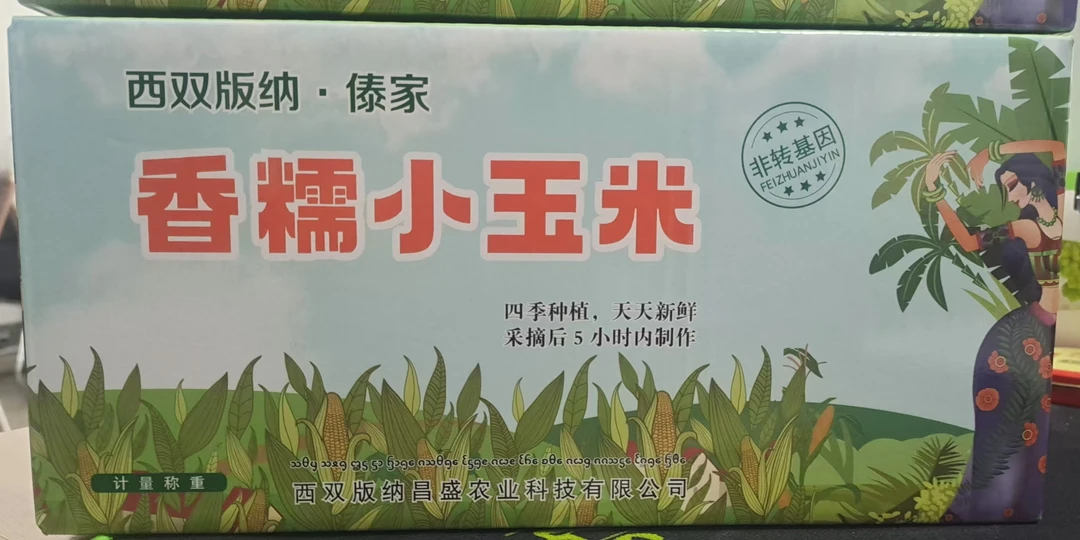 西双版纳·傣家
香糯小玉米
非转基因
FEIZHUANJIYIN
四季种植，天天新鲜
采摘后 5 小时内制作
计量称重
西双版纳昌盛农业科技有限公司